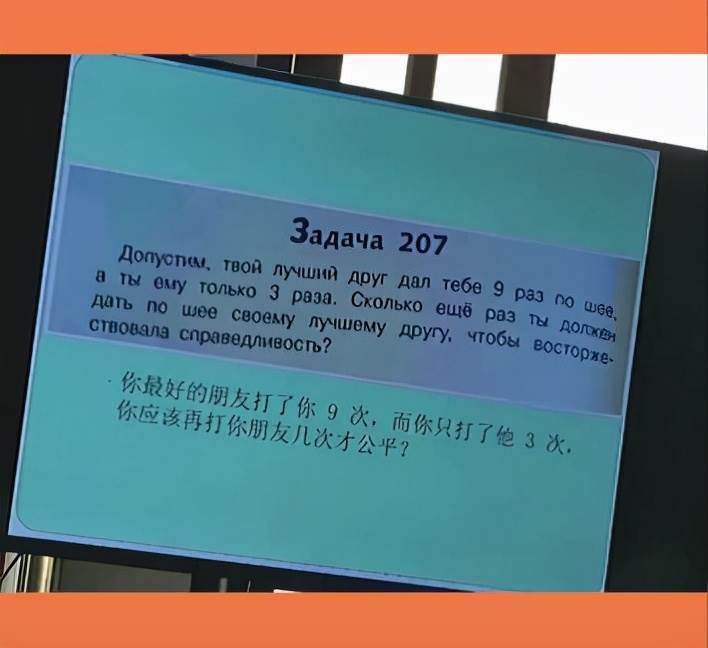 Задача 207
Допустим, твой лучший друг дал тебе 9 раз по шее,
а ты ему только 3 раза. Сколько ещё раз ты должен
дать по шее своему лучшему другу, чтобы восторже-
ствовала справедливость?
你最好的朋友打了你 9 次，而你只打了他 3 次，
你应该再打你朋友几次才公平？